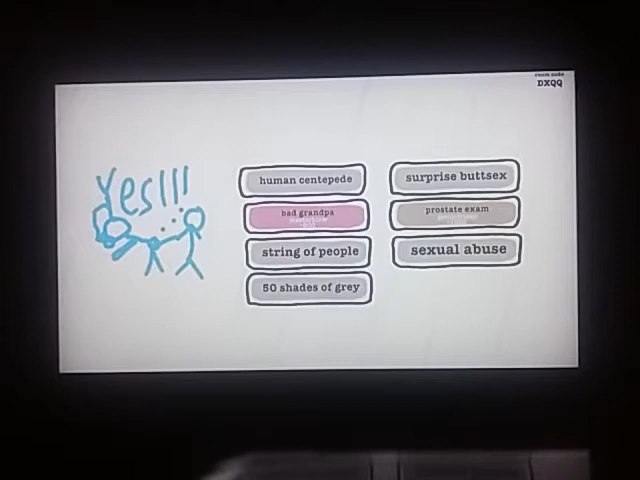 room code
DXQQ
Yes!!!
human centepede
surprise buttsex
bad grandpa
prostate exam
string of people
sexual abuse
50 shades of grey